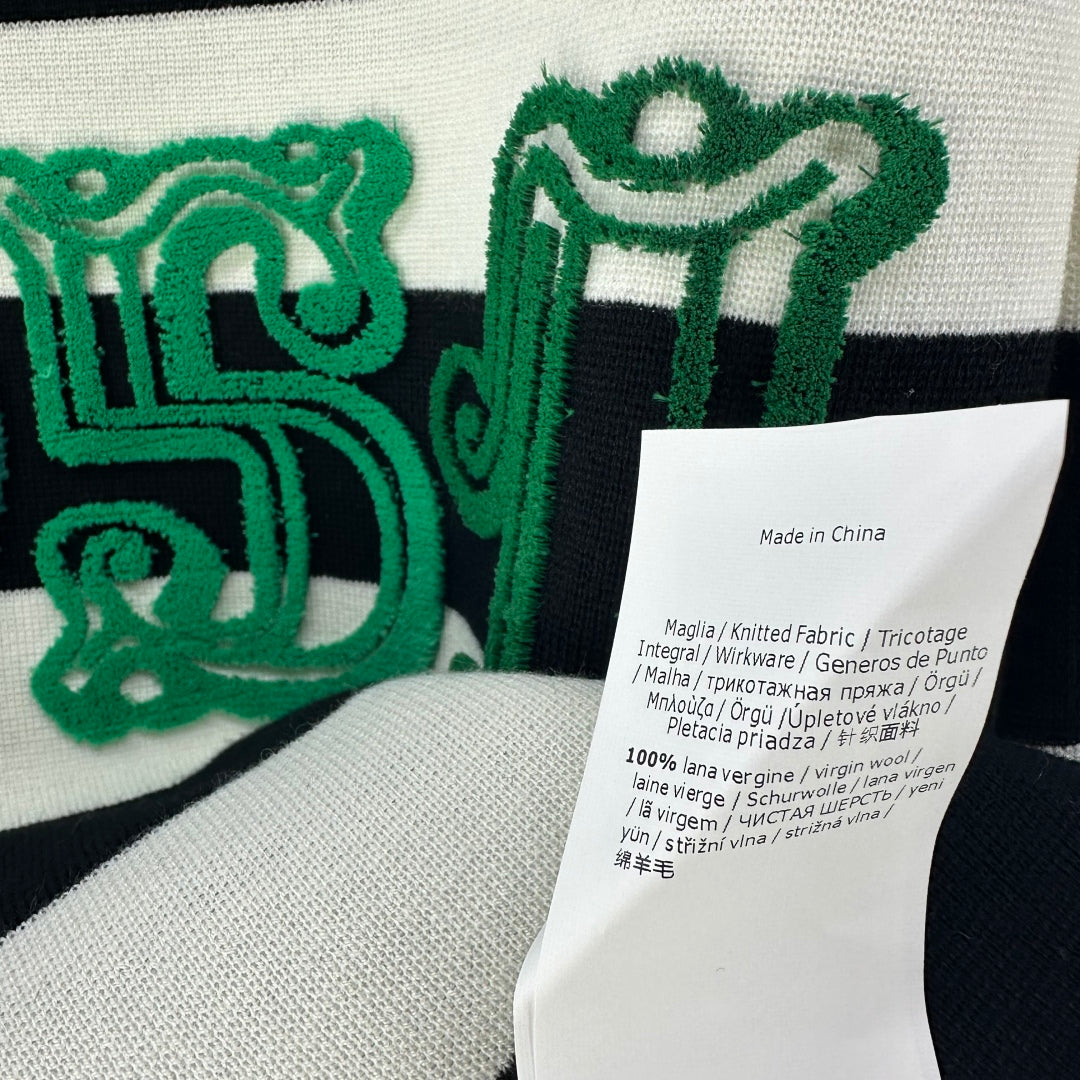 Made in China
Maglia / Knitted Fabric / Tricotage
Integral / Wirkware / Generos de Punto
/ Malha / трикотажная пряжа / Örgü /
Μπλοὺζα / Örgü /Úpletové vlákno /
Pletacia priadza / 针织面料
100% lana vergine / virgin wool /
laine vierge / Schurwolle / lana virgen
/ lã virgem / ЧИСТАЯ ШЕРСТЬ / yeni
yün / střižní vlna / strižná vlna /
绵羊毛